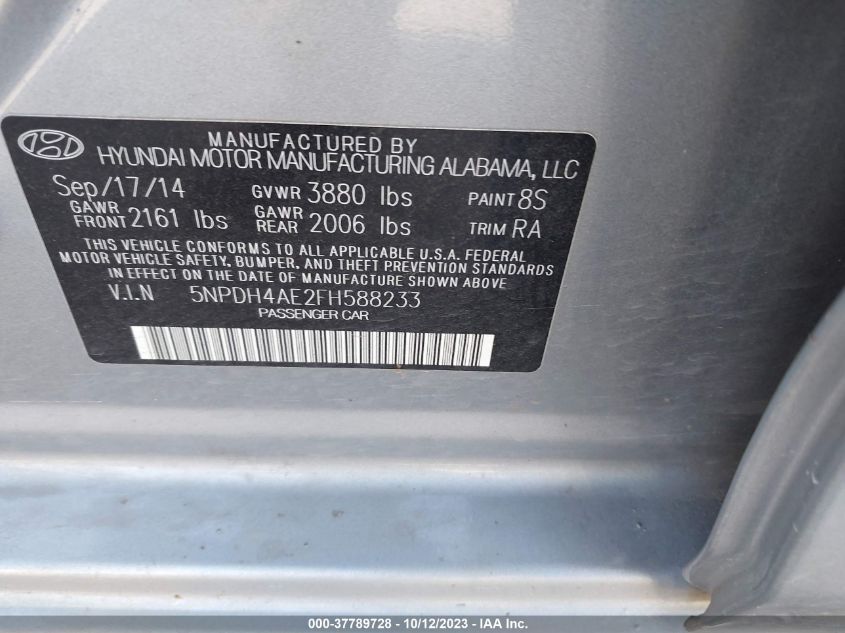 MANUFACTURED BY
HYUNDAI MOTOR MANUFACTURING ALABAMA, LLC
Sep/17/14 GVWR 3880 lbs PAINT 8S
GAWR FRONT 2161 lbs GAWR REAR 2006 lbs TRIM RA
THIS VEHICLE CONFORMS TO ALL APPLICABLE U.S.A. FEDERAL
MOTOR VEHICLE SAFETY, BUMPER, AND THEFT PREVENTION STANDARDS
IN EFFECT ON THE DATE OF MANUFACTURE SHOWN ABOVE
V.I.N 5NPDH4AE2FH588233
PASSENGER CAR
000-37789728 - 10/12/2023 - IAA Inc.